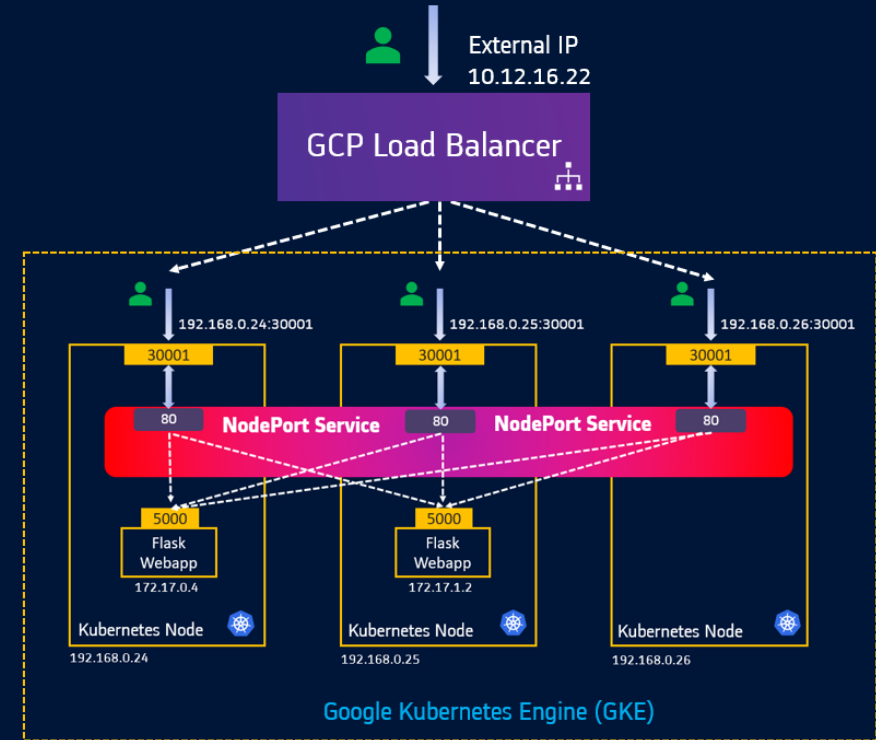 External IP
10.12.16.22
GCP Load Balancer
192.168.0.24:30001
192.168.0.25:30001
192.168.0.26:30001
30001
30001
30001
80
NodePort Service
80
NodePort Service
80
5000
5000
Flask
Webapp
Flask
Webapp
172.17.0.4
172.17.1.2
Kubernetes Node
Kubernetes Node
Kubernetes Node
192.168.0.24
192.168.0.25
192.168.0.26
Google Kubernetes Engine (GKE)